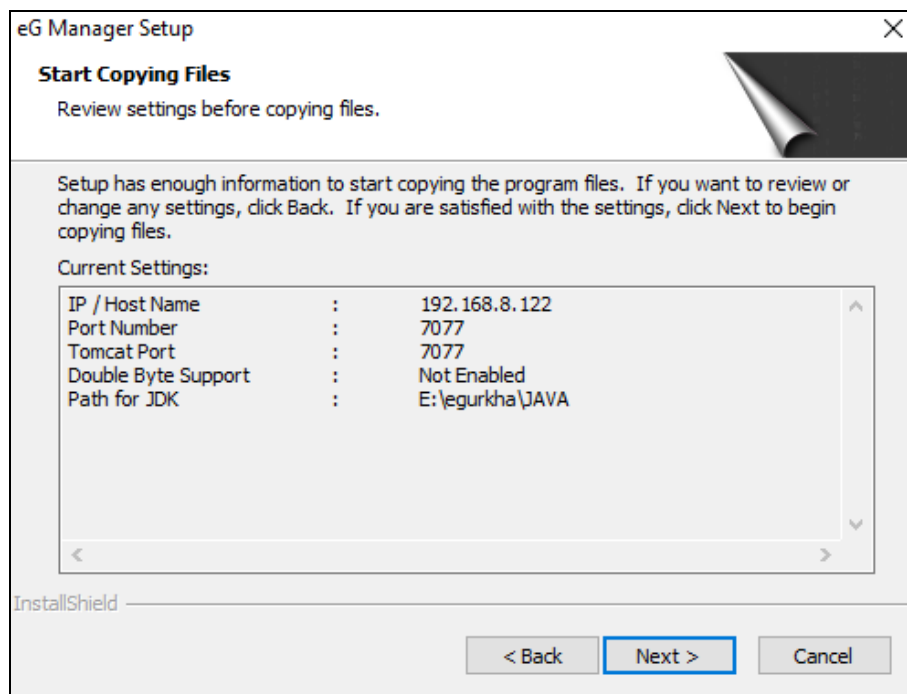 eG Manager Setup
Start Copying Files
Review settings before copying files.
Setup has enough information to start copying the program files. If you want to review or
change any settings, click Back. If you are satisfied with the settings, click Next to begin
copying files.
Current Settings:
IP / Host Name : 192.168.8.122
Port Number : 7077
Tomcat Port : 7077
Double Byte Support : Not Enabled
Path for JDK : E:\egurkha\JAVA
InstallShield
< Back Next > Cancel